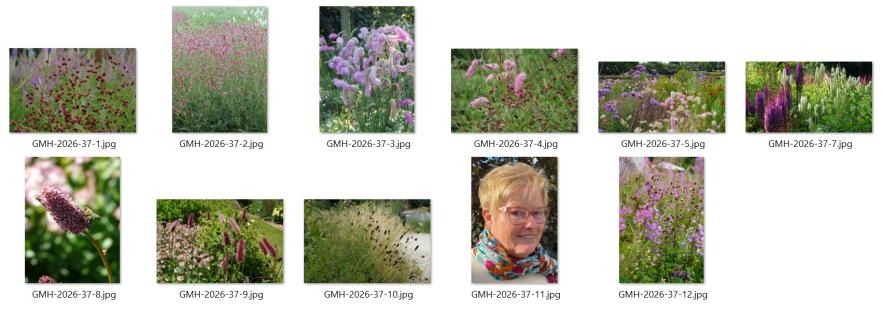 GMH-2026-37-1.jpg
GMH-2026-37-2.jpg
GMH-2026-37-3.jpg
GMH-2026-37-4.jpg
GMH-2026-37-5.jpg
GMH-2026-37-7.jpg
GMH-2026-37-8.jpg
GMH-2026-37-9.jpg
GMH-2026-37-10.jpg
GMH-2026-37-11.jpg
GMH-2026-37-12.jpg